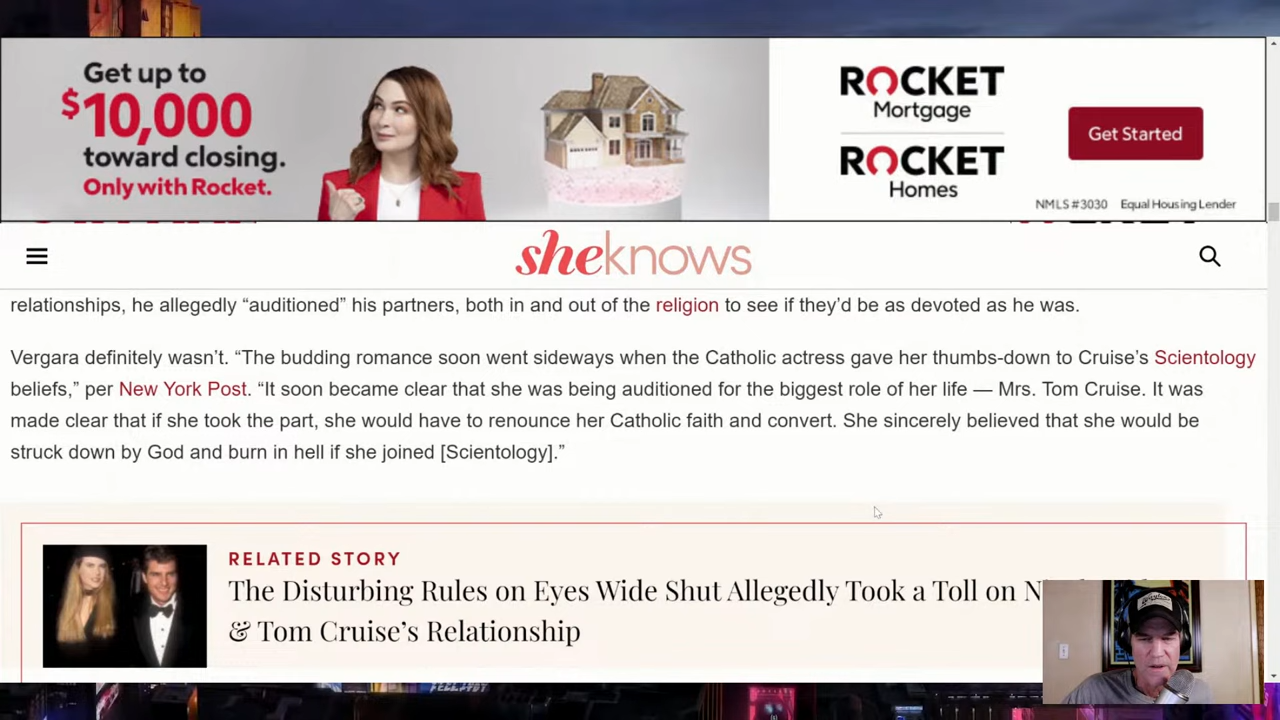 Get up to
$10,000
toward closing.
Only with Rocket.
ROCKET
Mortgage
ROCKET
Homes
Get Started
NMLS #3030 Equal Housing Lender
sheknows
relationships, he allegedly “auditioned” his partners, both in and out of the religion to see if they’d be as devoted as he was.
Vergara definitely wasn’t. “The budding romance soon went sideways when the Catholic actress gave her thumbs-down to Cruise’s Scientology
beliefs,” per New York Post. “It soon became clear that she was being auditioned for the biggest role of her life — Mrs. Tom Cruise. It was
made clear that if she took the part, she would have to renounce her Catholic faith and convert. She sincerely believed that she would be
struck down by God and burn in hell if she joined [Scientology].”
RELATED STORY
The Disturbing Rules on Eyes Wide Shut Allegedly Took a Toll on
& Tom Cruise’s Relationship